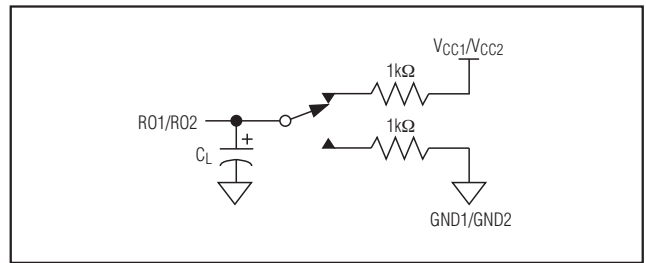 VCC1/VCC2
1kΩ
RO1/RO2
1kΩ
+
CL
GND1/GND2